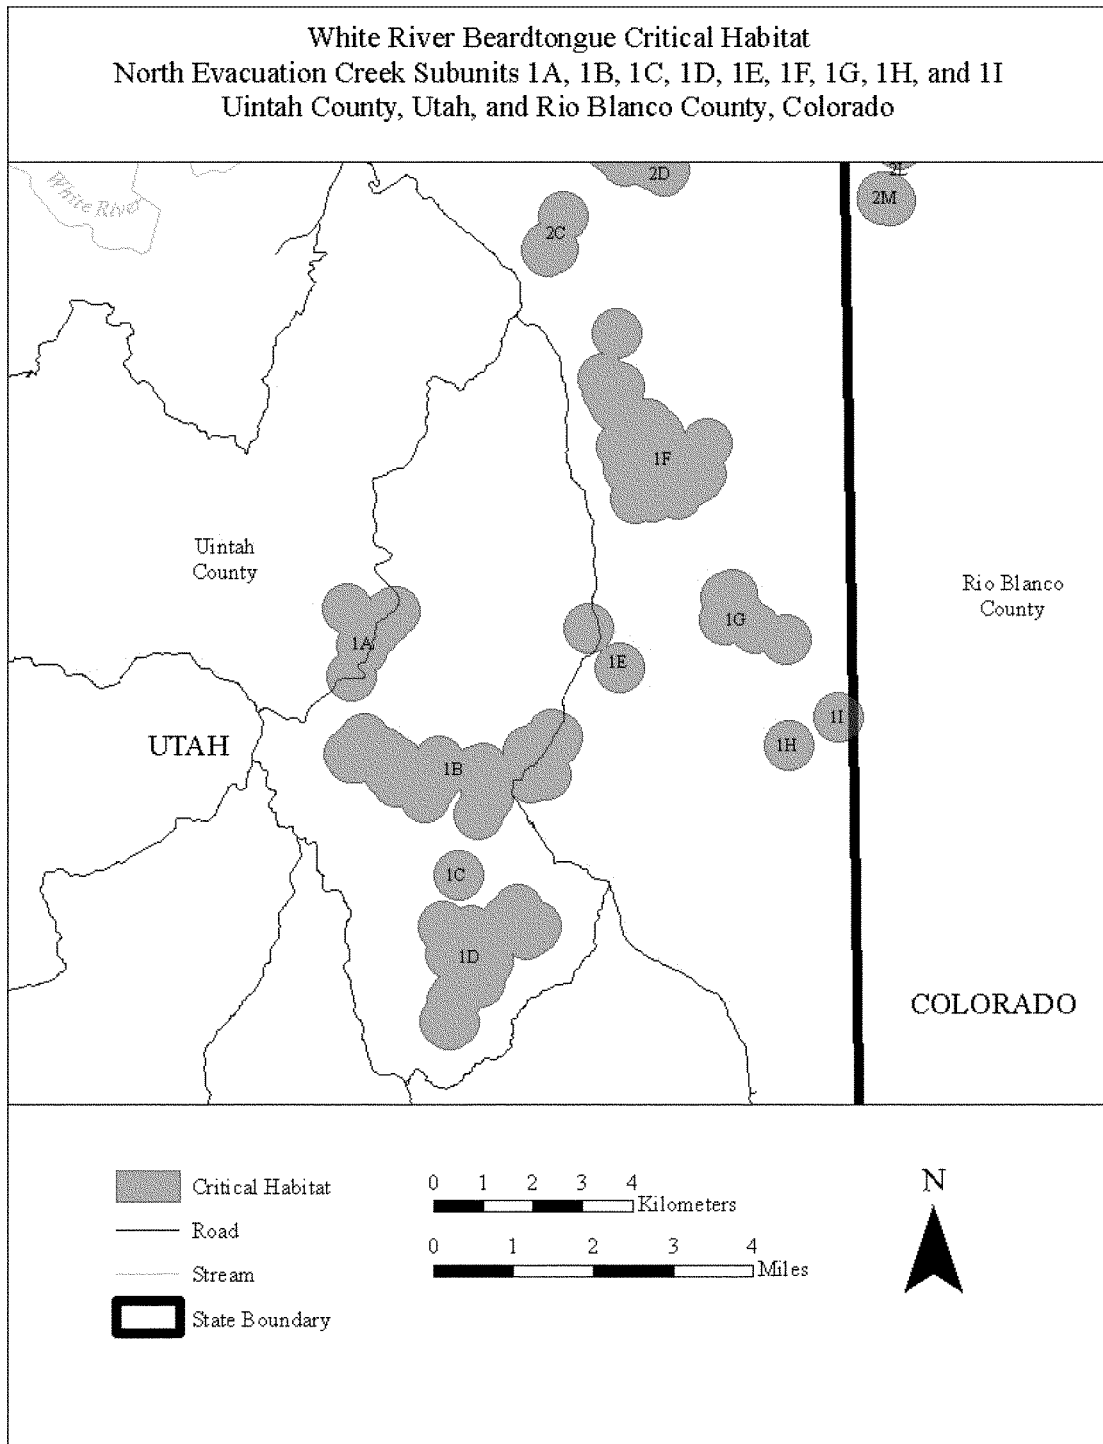 White River Beardtongue Critical Habitat
North Evacuation Creek Subunits 1A, 1B, 1C, 1D, 1E, 1F, 1G, 1H, and 1I
Uintah County, Utah, and Rio Blanco County, Colorado
White River
2D
2M
2C
1F
Uintah
County
Rio Blanco
County
1G
1A
1E
1I
UTAH
1H
1B
1C
1D
COLORADO
N
Critical Habitat
Road
Stream
State Boundary
0 1 2 3 4
Kilometers
0 1 2 3 4
Miles